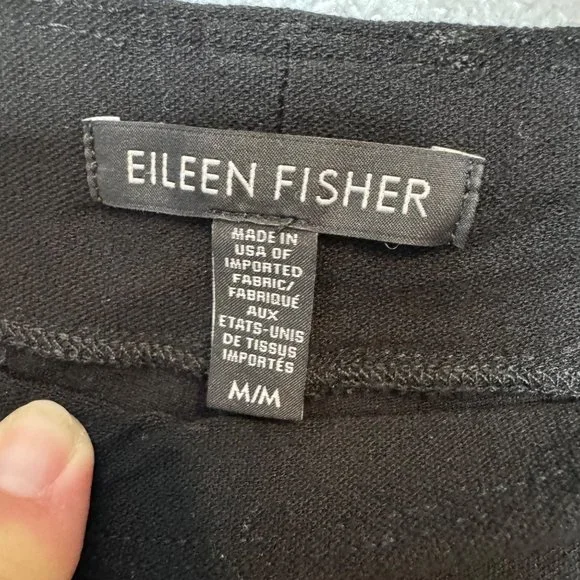 EILEEN FISHER
MADE IN
USA OF
IMPORTED
FABRIC/
FABRIQUÉ
AUX
ETATS-UNIS
DE TISSUS
IMPORTÉS
M/M